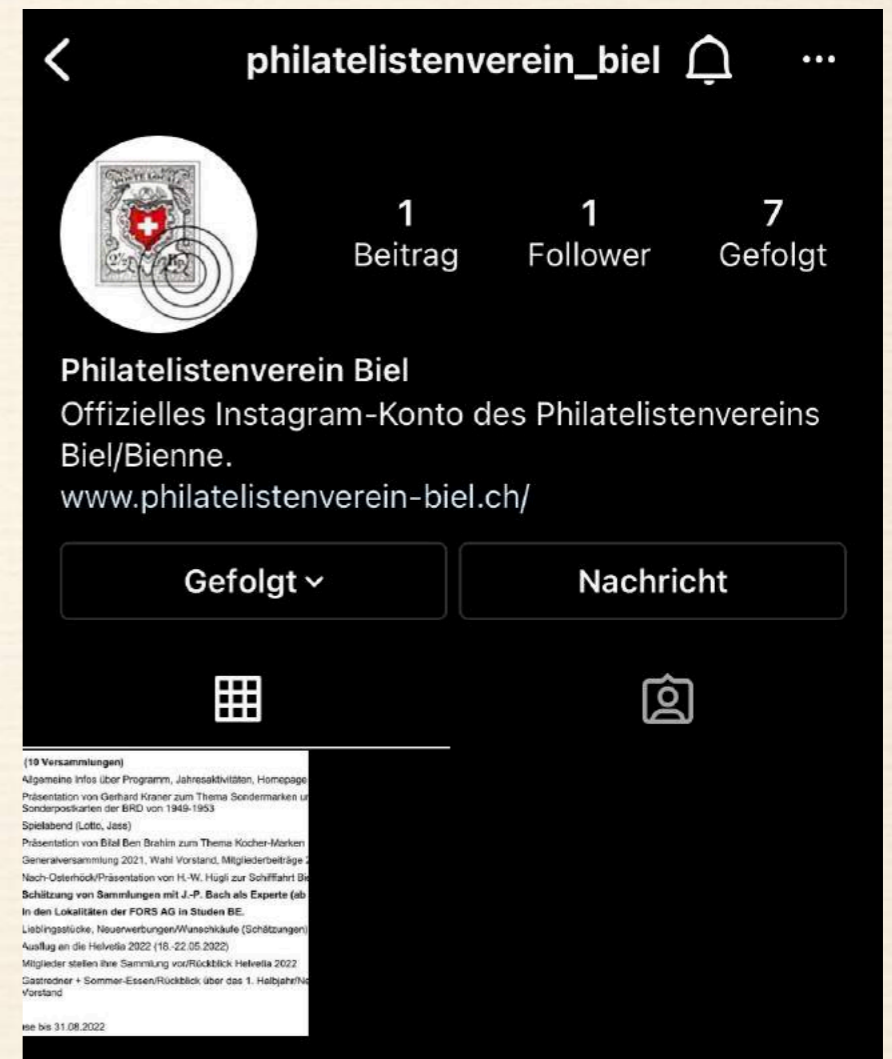 philatelistenverein_biel
POSTE LOCALE
2½ Rp
1
Beitrag
1
Follower
7
Gefolgt
Philatelistenverein Biel
Offizielles Instagram-Konto des Philatelistenvereins
Biel/Bienne.
www.philatelistenverein-biel.ch/
Gefolgt
Nachricht
(10 Versammlungen)
Allgemeine Infos über Programm, Jahresaktivitäten, Homepage
Präsentation von Gerhard Kraner zum Thema Sondermarken
Sonderpostkarten der BRD von 1949-1953
Spielabend (Lotto, Jass)
Präsentation von Bilal Ben Brahim zum Thema Kocher-Marken
Generalversammlung 2021, Wahl Vorstand, Mitgliederbeiträge
Nach-Osterhöck/Präsentation von H.-W. Hügli zur Schifffahrt
Schätzung von Sammlungen mit J.-P. Bach als Experte (ab
In den Lokalitäten der FORS AG in Studen BE.
Lieblingsstücke, Neuerwerbungen/Wunschkäufe (Schätzungen)
Ausflug an die Helvetia 2022 (18.-22.05.2022)
Mitglieder stellen ihre Sammlung vor/Rückblick Helvetia 2022
Gastredner + Sommer-Essen/Rückblick über das 1. Halbjahr/
Vorstand
bis 31.08.2022